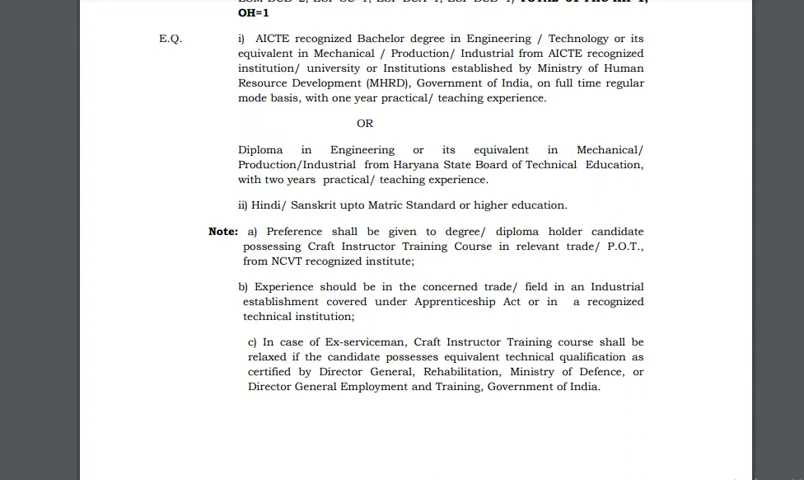 OH=1
E.Q. i) AICTE recognized Bachelor degree in Engineering / Technology or its
equivalent in Mechanical / Production/ Industrial from AICTE recognized
institution/ university or Institutions established by Ministry of Human
Resource Development (MHRD), Government of India, on full time regular
mode basis, with one year practical/ teaching experience.
OR
Diploma in Engineering or its equivalent in Mechanical/
Production/Industrial from Haryana State Board of Technical Education,
with two years practical/ teaching experience.
ii) Hindi/ Sanskrit upto Matric Standard or higher education.
Note: a) Preference shall be given to degree/ diploma holder candidate
possessing Craft Instructor Training Course in relevant trade/ P.O.T.,
from NCVT recognized institute;
b) Experience should be in the concerned trade/ field in an Industrial
establishment covered under Apprenticeship Act or in a recognized
technical institution;
c) In case of Ex-serviceman, Craft Instructor Training course shall be
relaxed if the candidate possesses equivalent technical qualification as
certified by Director General, Rehabilitation, Ministry of Defence, or
Director General Employment and Training, Government of India.